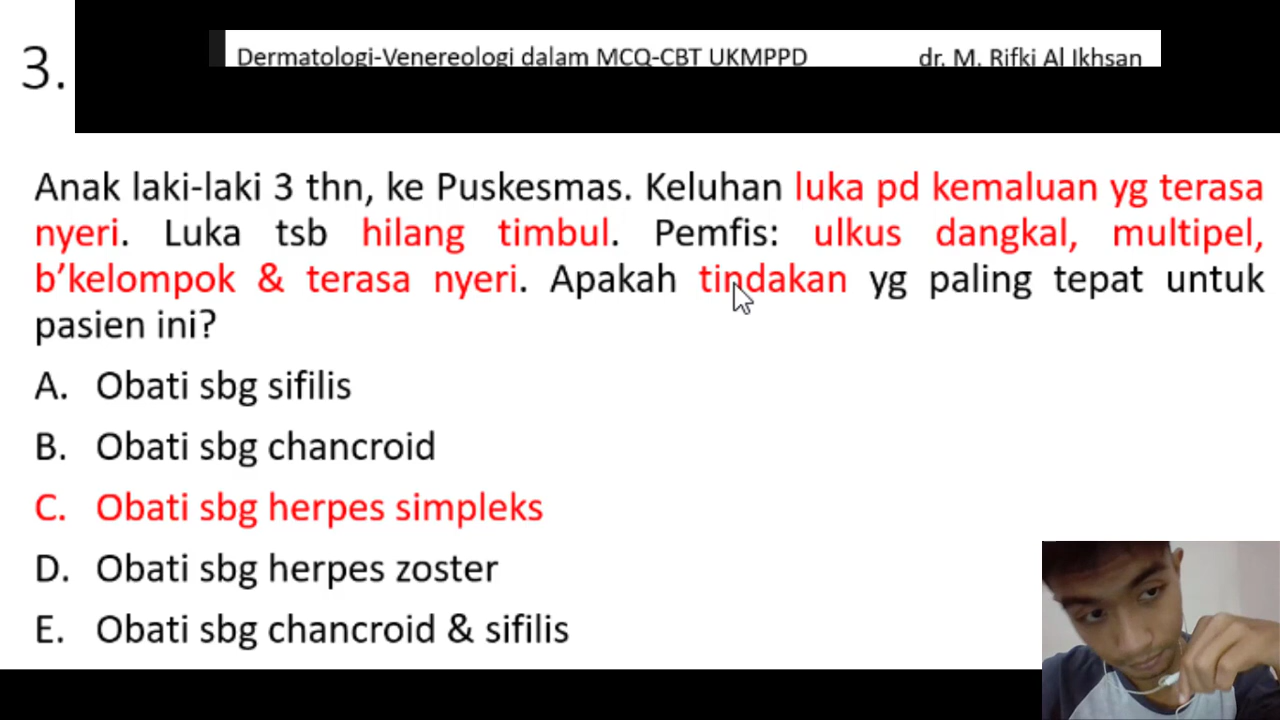 3.
Dermatologi-Venereologi dalam MCQ-CBT UKMPPD dr. M. Rifki Al Ikhsan
Anak laki-laki 3 thn, ke Puskesmas. Keluhan luka pd kemaluan yg terasa
nyeri. Luka tsb hilang timbul. Pemfis: ulkus dangkal, multipel,
b'kelompok & terasa nyeri. Apakah tindakan yg paling tepat untuk
pasien ini?
A. Obati sbg sifilis
B. Obati sbg chancroid
C. Obati sbg herpes simpleks
D. Obati sbg herpes zoster
E. Obati sbg chancroid & sifilis